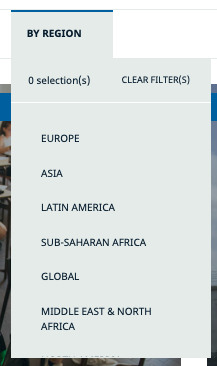 BY REGION
0 selection(s) CLEAR FILTER(S)
EUROPE
ASIA
LATIN AMERICA
SUB-SAHARAN AFRICA
GLOBAL
MIDDLE EAST & NORTH
AFRICA